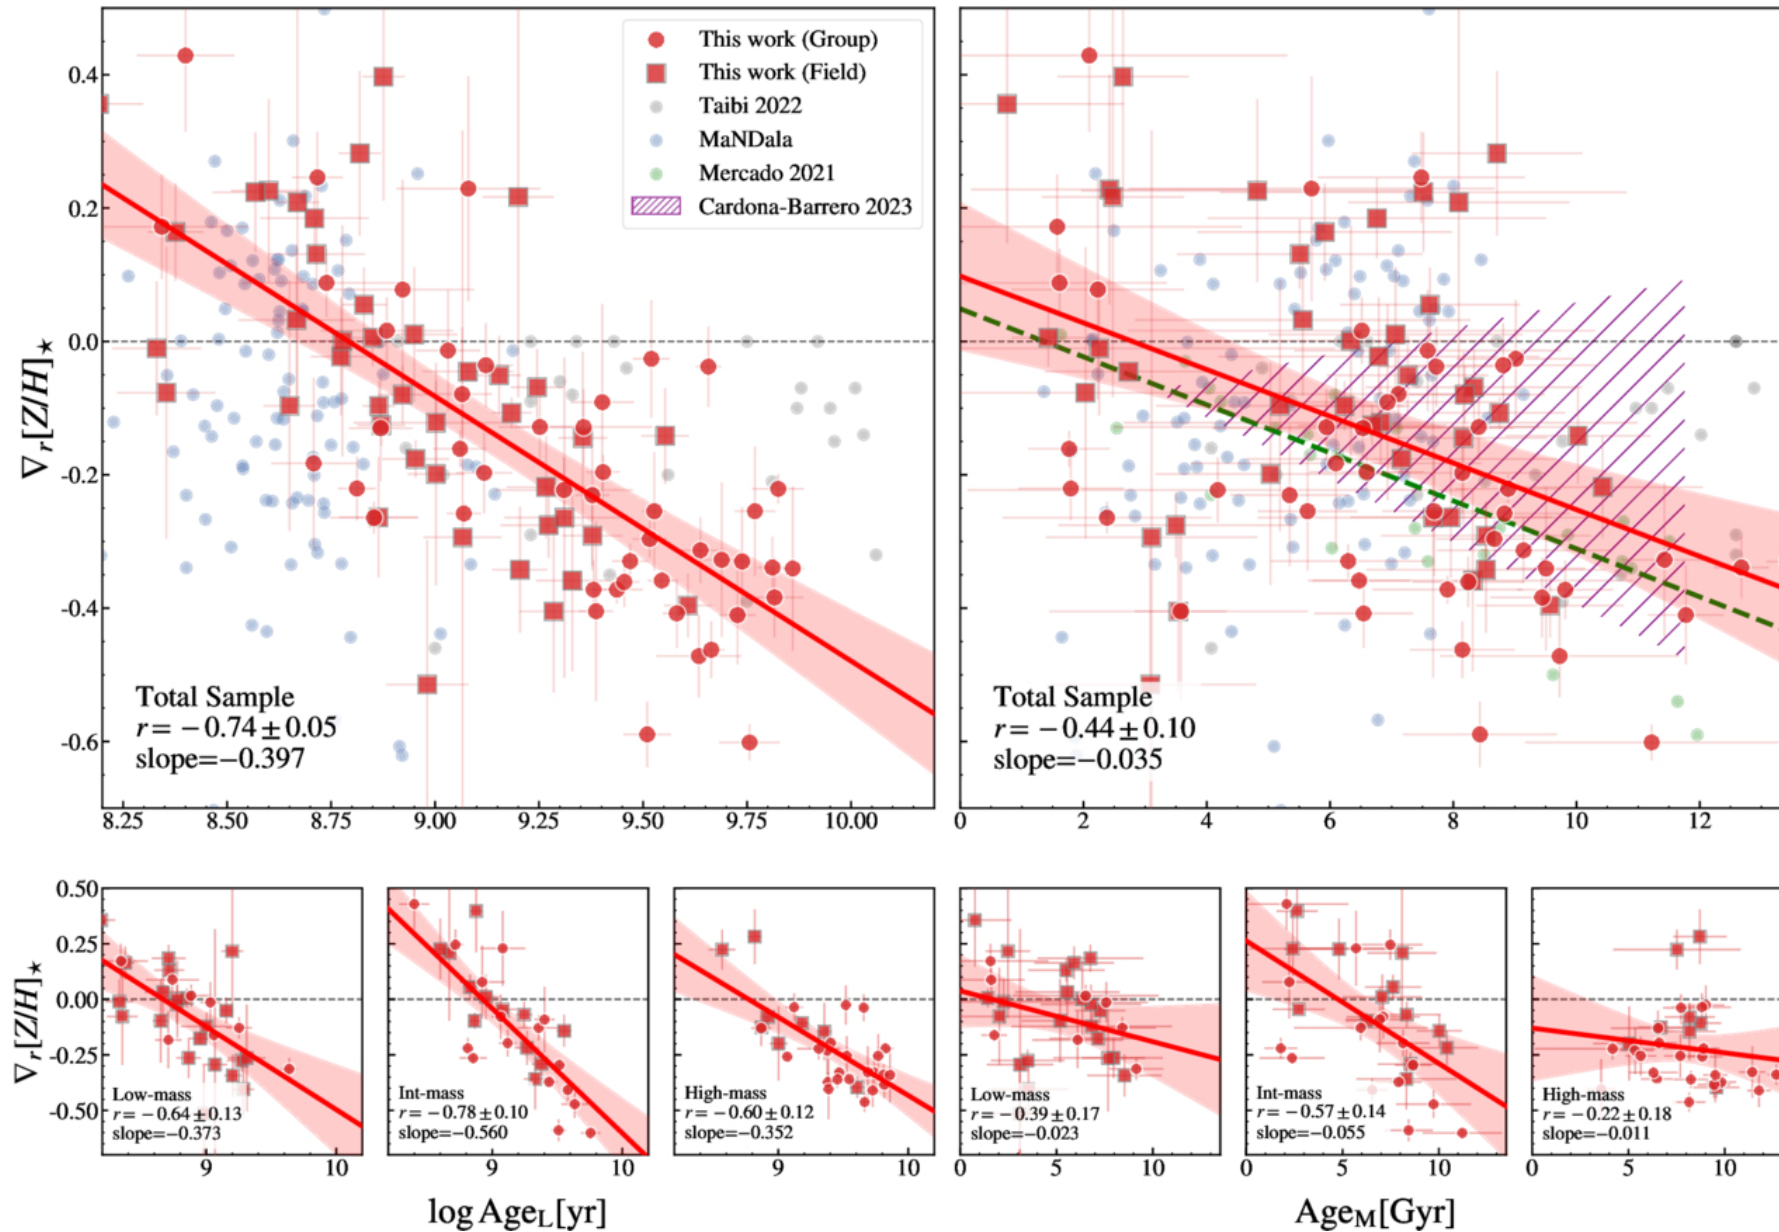 This work (Group)
This work (Field)
Taibi 2022
MaNDala
Mercado 2021
Cardona-Barrero 2023
0.4
0.2
0.0
-0.2
-0.4
-0.6
∇r[Z/H]★
Total Sample
r = −0.74 ± 0.05
slope=−0.397
Total Sample
r = −0.44 ± 0.10
slope=−0.035
8.25 8.50 8.75 9.00 9.25 9.50 9.75 10.00
0 2 4 6 8 10 12
0.50
0.25
0.00
-0.25
-0.50
∇r[Z/H]★
Low-mass
r = −0.64 ± 0.13
slope=−0.373
Int-mass
r = −0.78 ± 0.10
slope=−0.560
High-mass
r = −0.60 ± 0.12
slope=−0.352
Low-mass
r = −0.39 ± 0.17
slope=−0.023
Int-mass
r = −0.57 ± 0.14
slope=−0.055
High-mass
r = −0.22 ± 0.18
slope=−0.011
9 10 9 10 9 10 0 5 10 0 5 10 0 5 10
log AgeL[yr]
AgeM[Gyr]